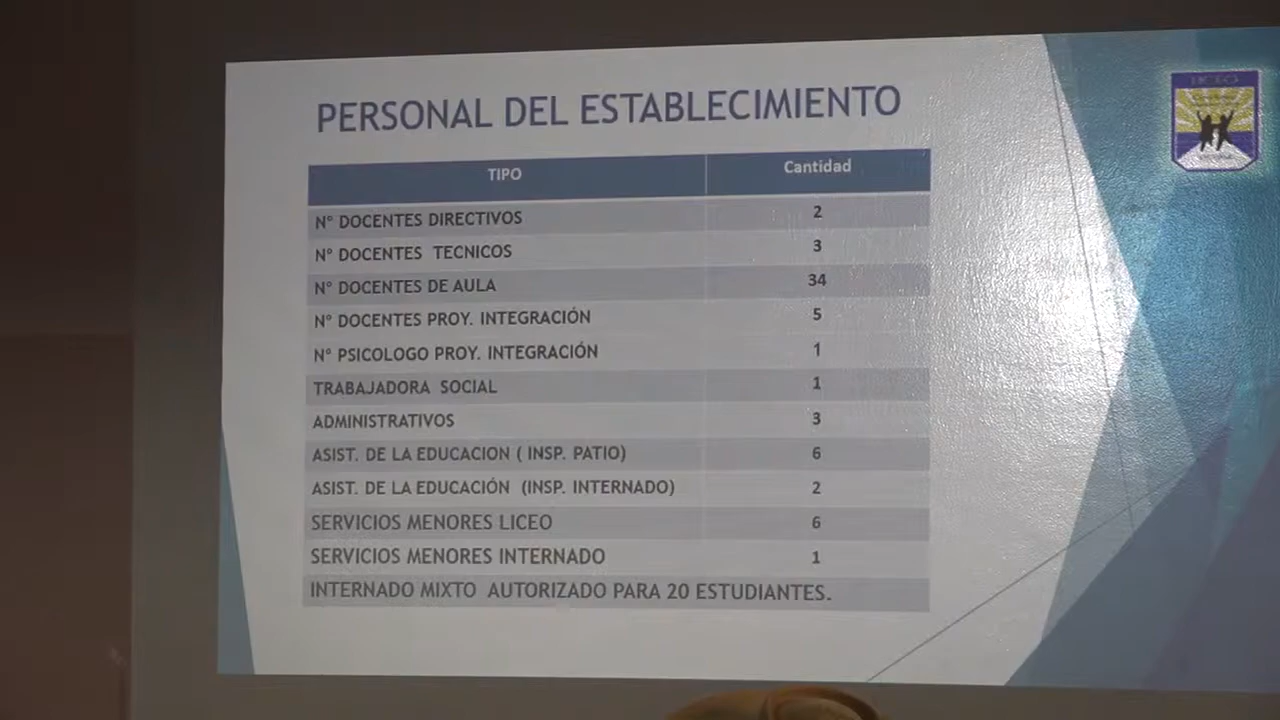 PERSONAL DEL ESTABLECIMIENTO
TIPO Cantidad
N° DOCENTES DIRECTIVOS 2
N° DOCENTES TECNICOS 3
N° DOCENTES DE AULA 34
N° DOCENTES PROY. INTEGRACIÓN 5
N° PSICOLOGO PROY. INTEGRACIÓN 1
TRABAJADORA SOCIAL 1
ADMINISTRATIVOS 3
ASIST. DE LA EDUCACION ( INSP. PATIO) 6
ASIST. DE LA EDUCACIÓN (INSP. INTERNADO) 2
SERVICIOS MENORES LICEO 6
SERVICIOS MENORES INTERNADO 1
INTERNADO MIXTO AUTORIZADO PARA 20 ESTUDIANTES.
LICEO